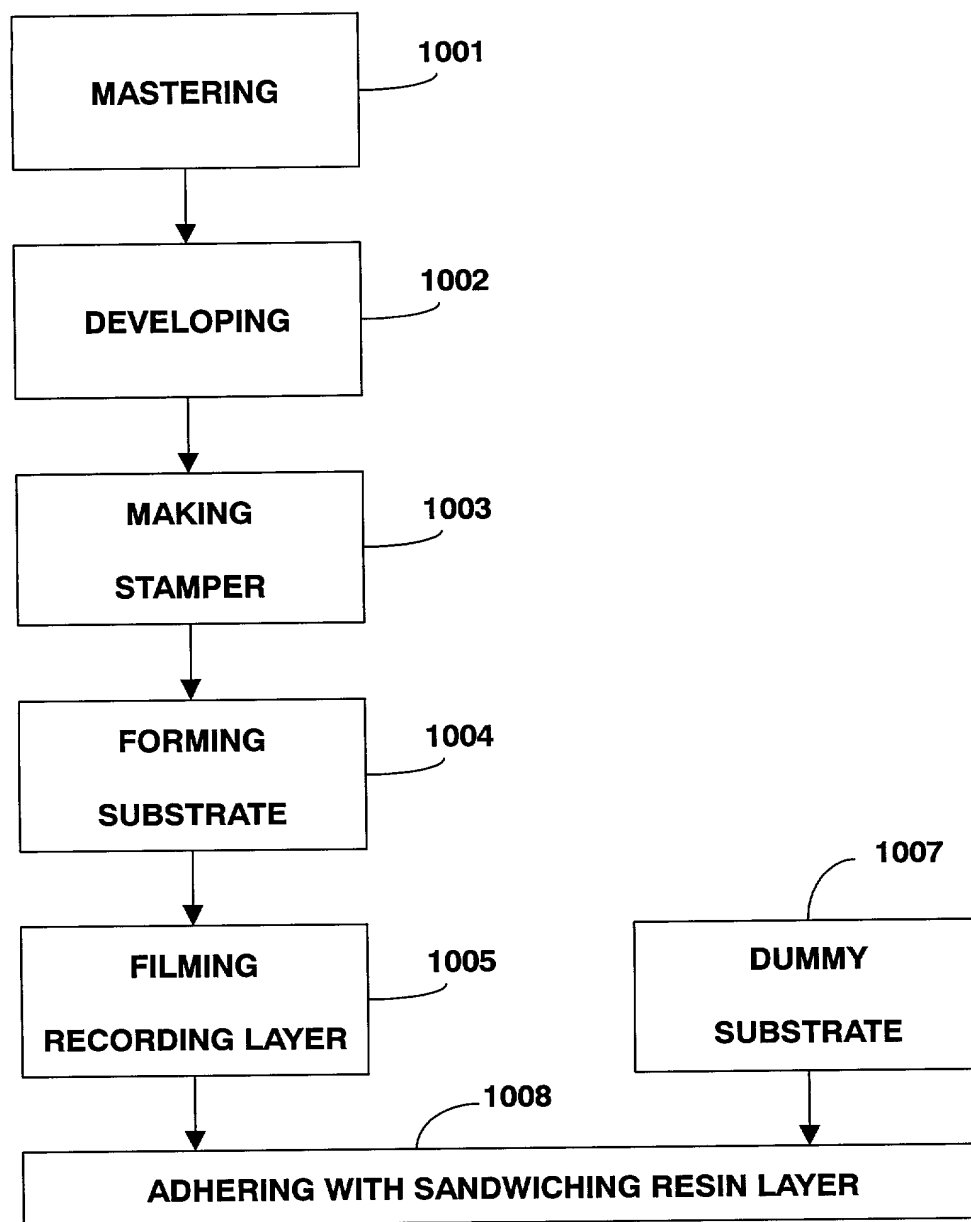 1001
MASTERING
1002
DEVELOPING
1003
MAKING
STAMPER
1004
FORMING
SUBSTRATE
1005
FILMING
RECORDING LAYER
1007
DUMMY
SUBSTRATE
1008
ADHERING WITH SANDWICHING RESIN LAYER